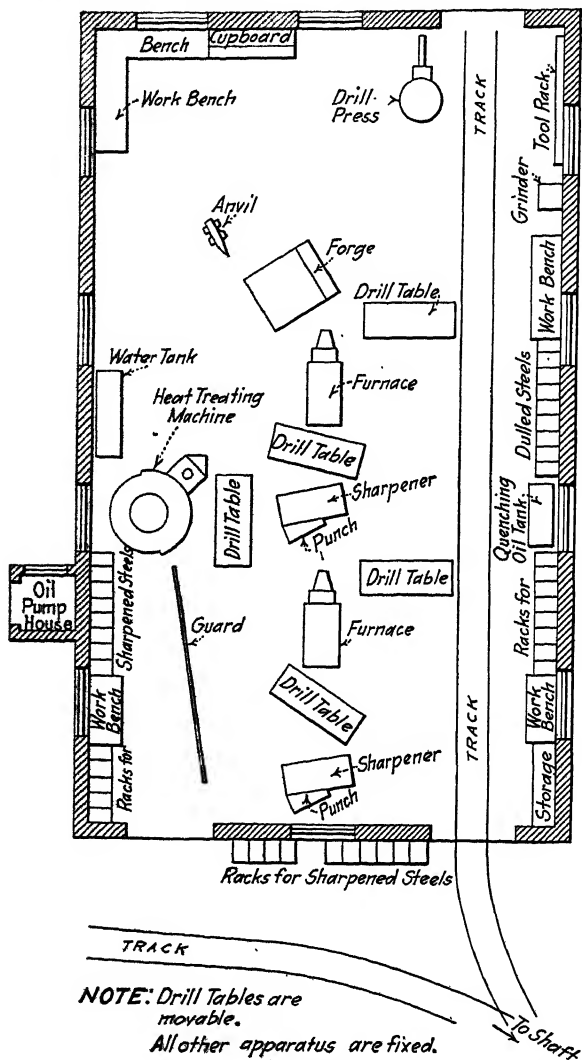 Bench
Cupboard
Work Bench
Drill
Press
TRACK
Tool Rack
Grinder
Anvil
Forge
Drill Table
Work Bench
Water Tank
Heat Treating
Machine
Furnace
Dulled Steels
Drill Table
Sharpener
Drill Table
Punch
Quenching
Oil Tank
Drill Table
Oil
Pump
House
Sharpened Steels
Guard
Furnace
Racks for
Drill Table
Work
Bench
TRACK
Work
Bench
Racks for
Sharpener
Punch
Storage
Racks for Sharpened Steels
TRACK
NOTE: Drill Tables are
movable.
All other apparatus are fixed.
To Shaft